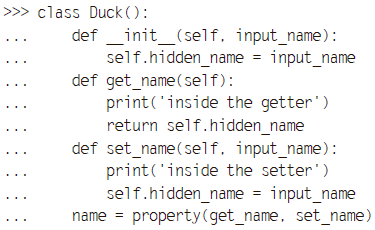 >>> class Duck():
...     def __init__(self, input_name):
...         self.hidden_name = input_name
...     def get_name(self):
...         print('inside the getter')
...         return self.hidden_name
...     def set_name(self, input_name):
...         print('inside the setter')
...         self.hidden_name = input_name
...     name = property(get_name, set_name)